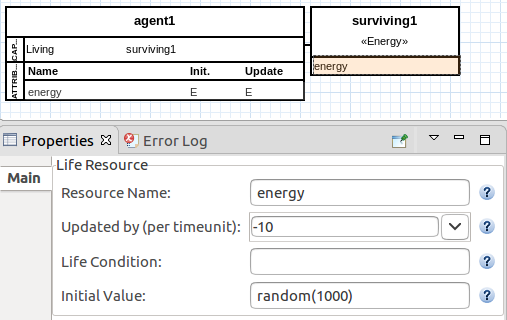 agent1
CAP...
Living surviving1
ATTRIB...
Name Init. Update
energy E E
surviving1
«Energy»
energy
Properties Error Log
Main
Life Resource
Resource Name: energy ?
Updated by (per timeunit): -10 ?
Life Condition: ?
Initial Value: random(1000) ?